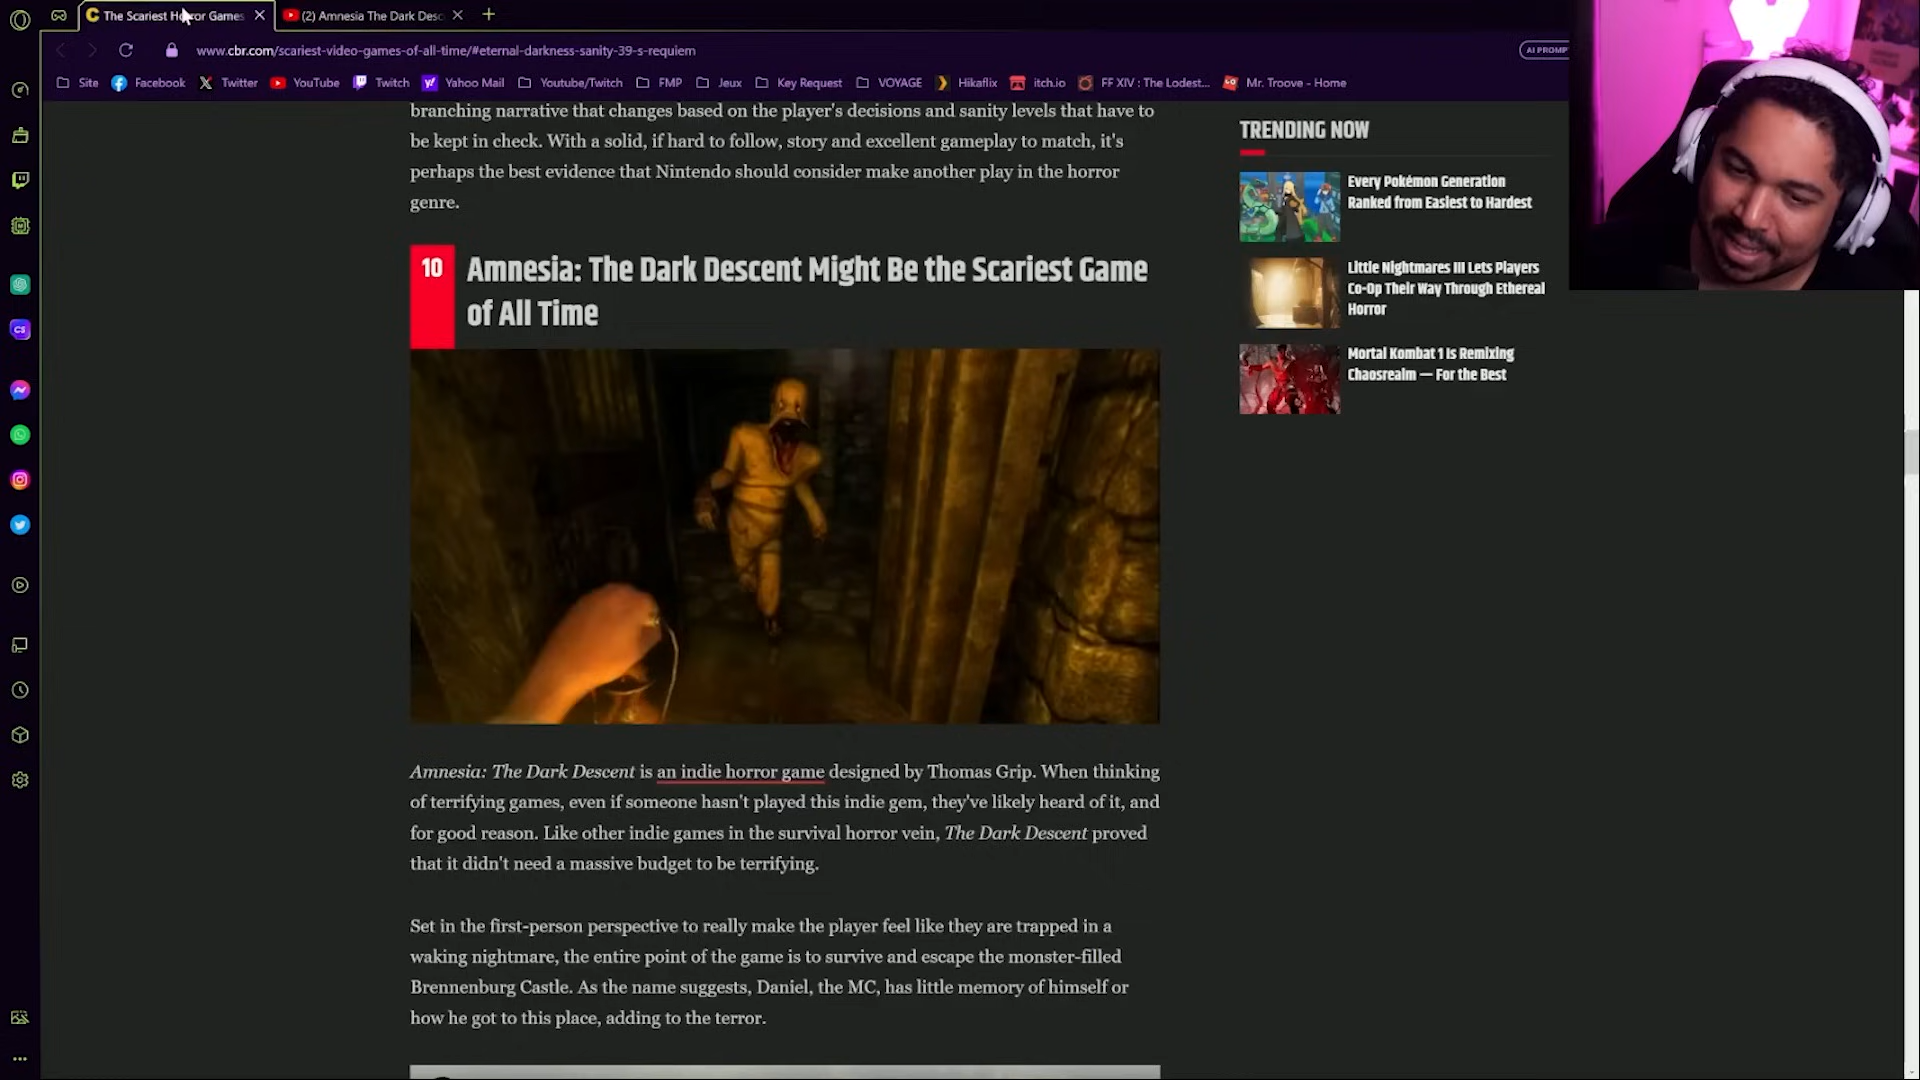 The Scariest Horror Games
(2) Amnesia The Dark Desc
www.cbr.com/scariest-video-games-of-all-time/#eternal-darkness-sanity-39-s-requiem
AI PROMP
Site
Facebook
Twitter
YouTube
Twitch
Yahoo Mail
Youtube/Twitch
FMP
Jeux
Key Request
VOYAGE
Hikaflix
itch.io
FF XIV : The Lodest...
Mr. Troove - Home
branching narrative that changes based on the player's decisions and sanity levels that have to
be kept in check. With a solid, if hard to follow, story and excellent gameplay to match, it's
perhaps the best evidence that Nintendo should consider make another play in the horror
genre.
10
Amnesia: The Dark Descent Might Be the Scariest Game
of All Time
Amnesia: The Dark Descent is an indie horror game designed by Thomas Grip. When thinking
of terrifying games, even if someone hasn't played this indie gem, they've likely heard of it, and
for good reason. Like other indie games in the survival horror vein, The Dark Descent proved
that it didn't need a massive budget to be terrifying.
Set in the first-person perspective to really make the player feel like they are trapped in a
waking nightmare, the entire point of the game is to survive and escape the monster-filled
Brennenburg Castle. As the name suggests, Daniel, the MC, has little memory of himself or
how he got to this place, adding to the terror.
TRENDING NOW
Every Pokémon Generation
Ranked from Easiest to Hardest
Little Nightmares III Lets Players
Co-Op Their Way Through Ethereal
Horror
Mortal Kombat 1 Is Remixing
Chaosrealm — For the Best
CS